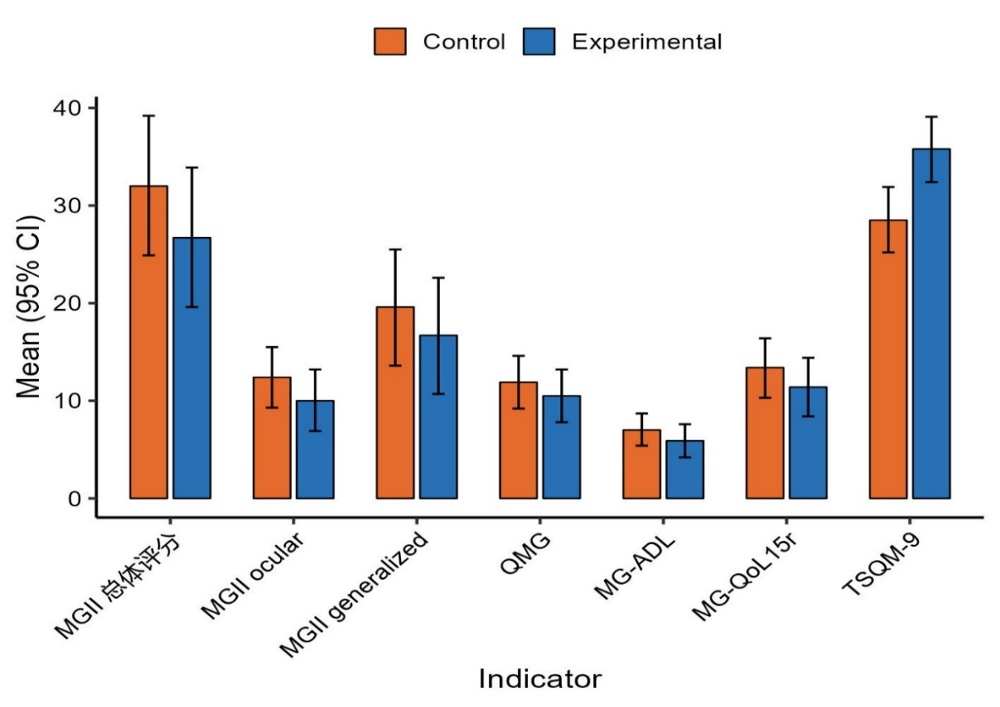 Control Experimental
Mean (95% CI)
40
30
20
10
0
MGII 总体评分
MGII ocular
MGII generalized
QMG
MG-ADL
MG-QoL15r
TSQM-9
Indicator